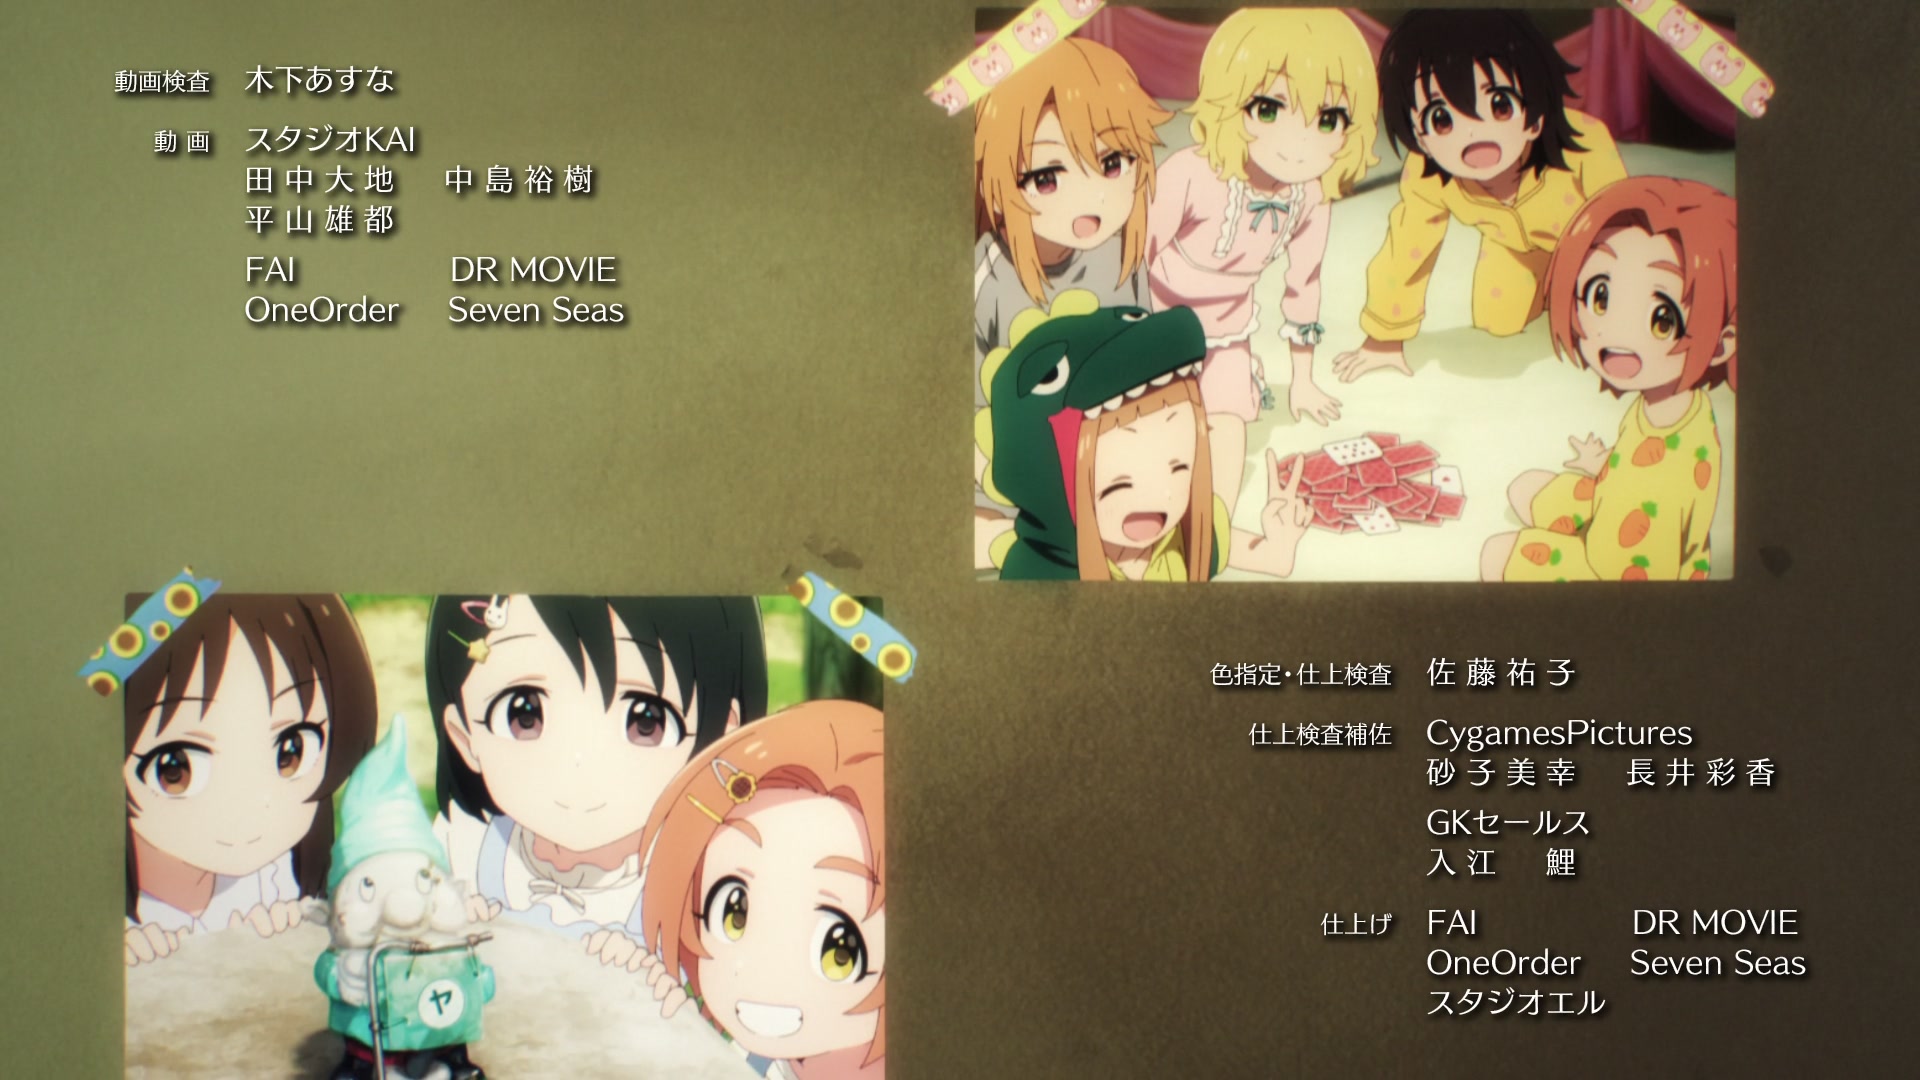 動画検査 木下あすな
動画 スタジオKAI
田中大地 中島裕樹
平山雄都
FAI DR MOVIE
OneOrder Seven Seas
ヤ
色指定・仕上検査 佐藤祐子
仕上検査補佐 CygamesPictures
砂子美幸 長井彩香
GKセールス
入江 鯉
仕上げ FAI DR MOVIE
OneOrder Seven Seas
スタジオエル